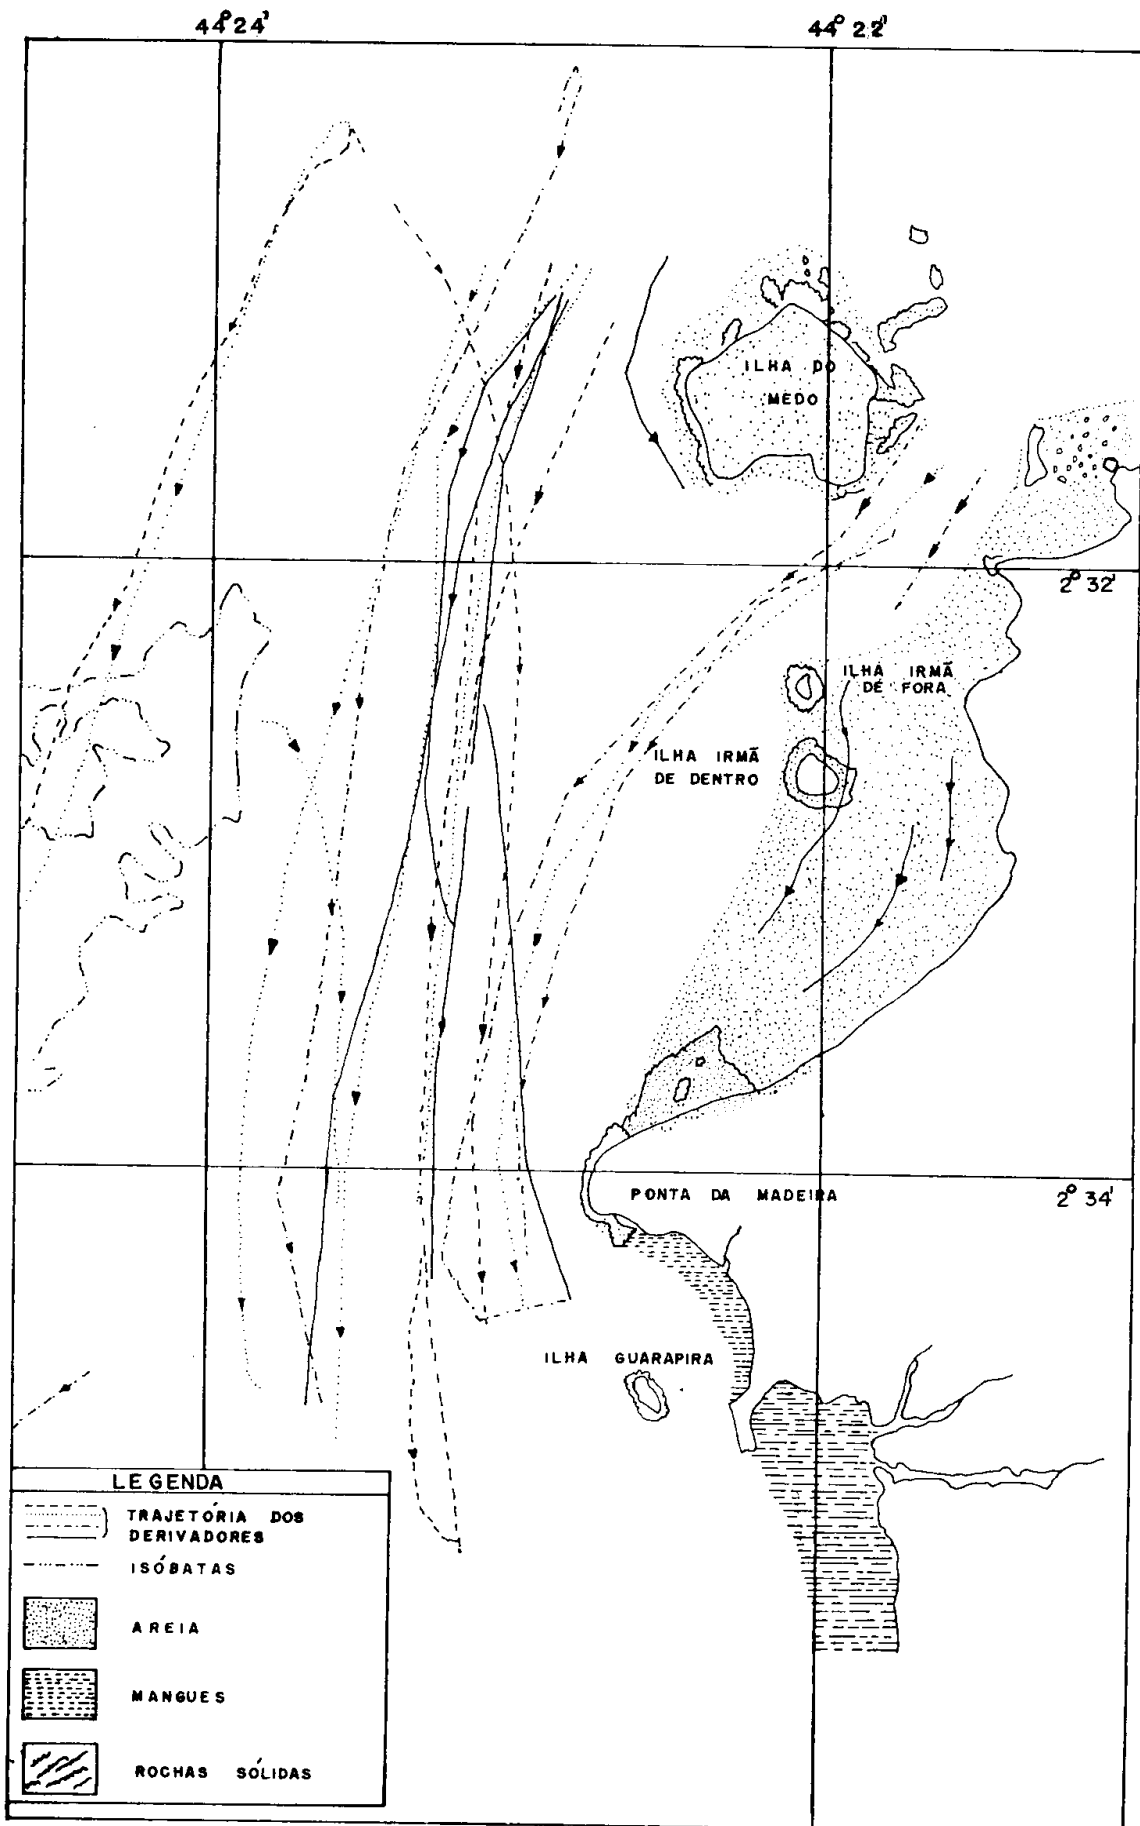 44° 24'
44° 22'
ILHA DO
MEDO
2° 32'
ILHA IRMÃ
DE FORA
ILHA IRMÃ
DE DENTRO
PONTA DA MADEIRA
2° 34'
ILHA GUARAPIRA
LEGENDA
TRAJETÓRIA DOS
DERIVADORES
ISÓBATAS
AREIA
MANGUES
ROCHAS SÓLIDAS